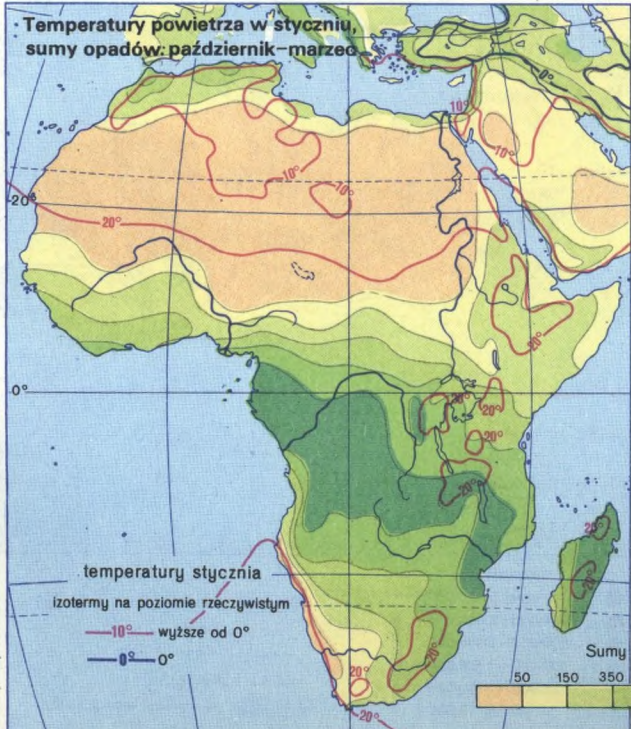 Temperatury powietrza w styczniu,
sumy opadów: październik–marzec
0°
10°
10°
10°
10°
20°
20°
20°
0°
20°
20°
20°
20°
20°
20°
temperatury stycznia
izotermy na poziomie rzeczywistym
10° wyższe od 0°
0° 0°
20°
20°
20°
Sumy
50 150 350